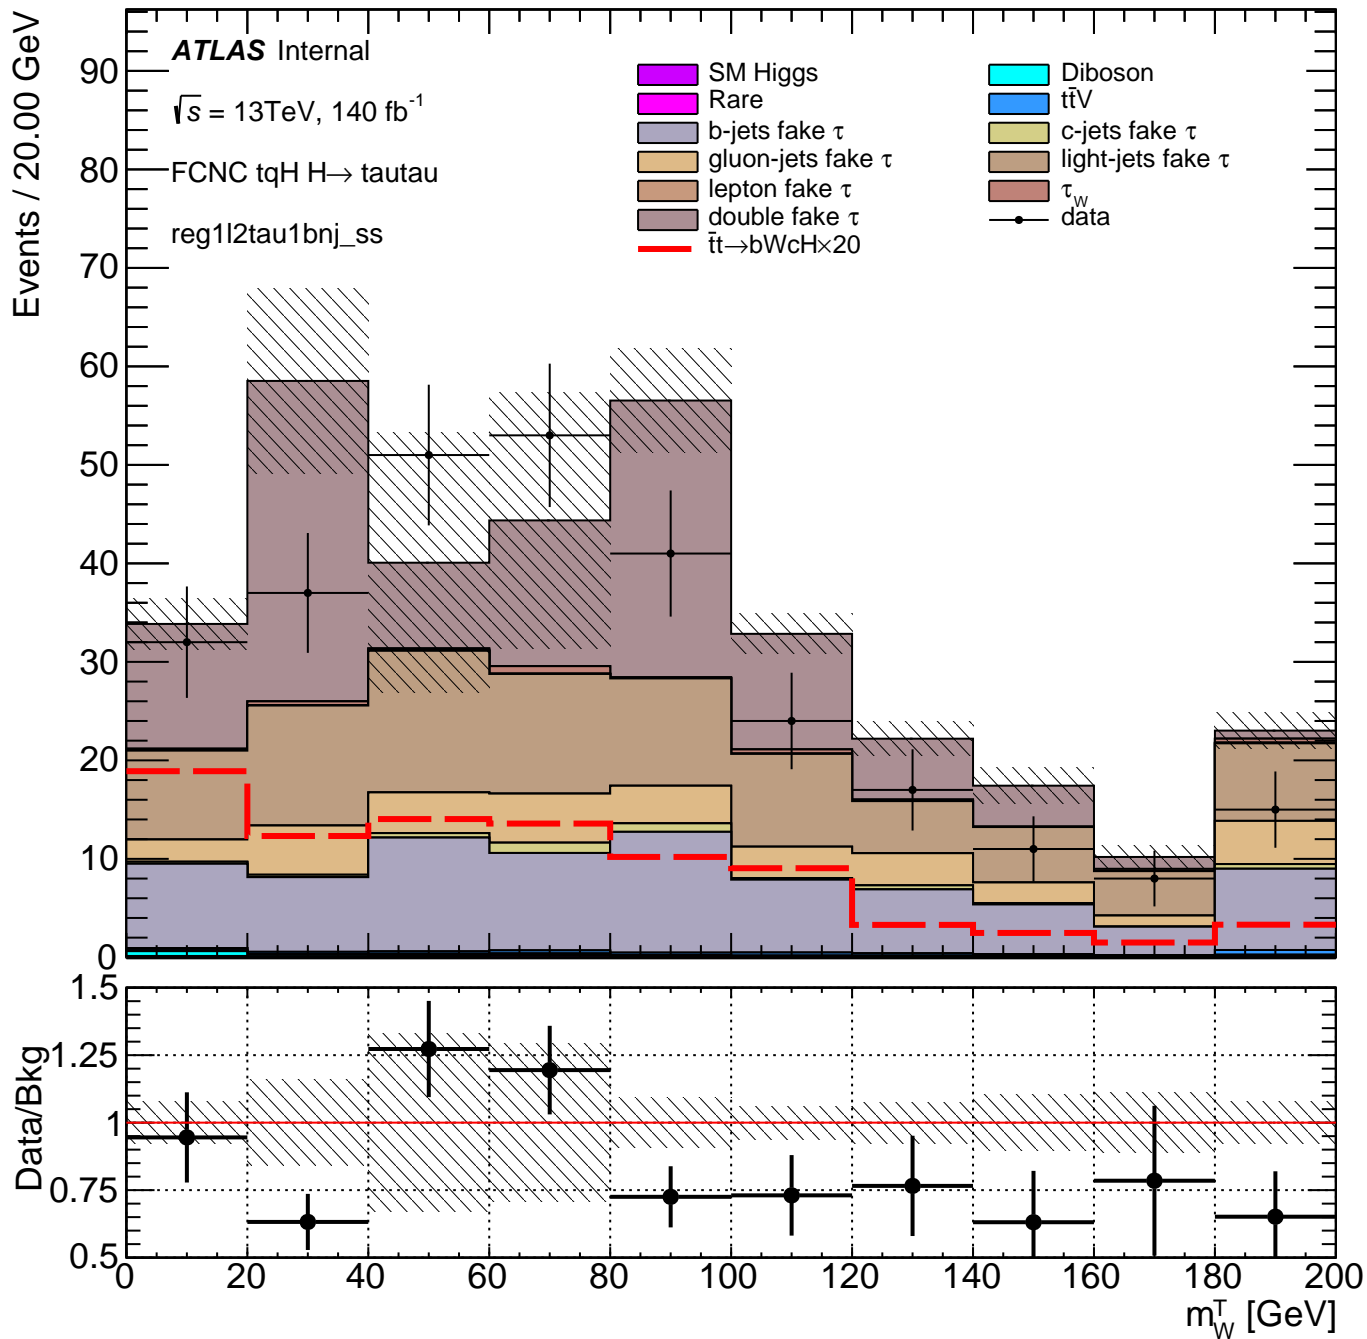 Events / 20.00 GeV
90
80
70
60
50
40
30
20
10
0
ATLAS Internal
√s = 13TeV, 140 fb⁻¹
FCNC tqH H→ tautau
reg1l2tau1bnj_ss
SM Higgs
Rare
b-jets fake τ
gluon-jets fake τ
lepton fake τ
double fake τ
t̄t→bWcH×20
Diboson
tt̄V
c-jets fake τ
light-jets fake τ
τ_W
data
Data/Bkg
1.5
1.25
1
0.75
0.5
0 20 40 60 80 100 120 140 160 180 200
m_W^T [GeV]